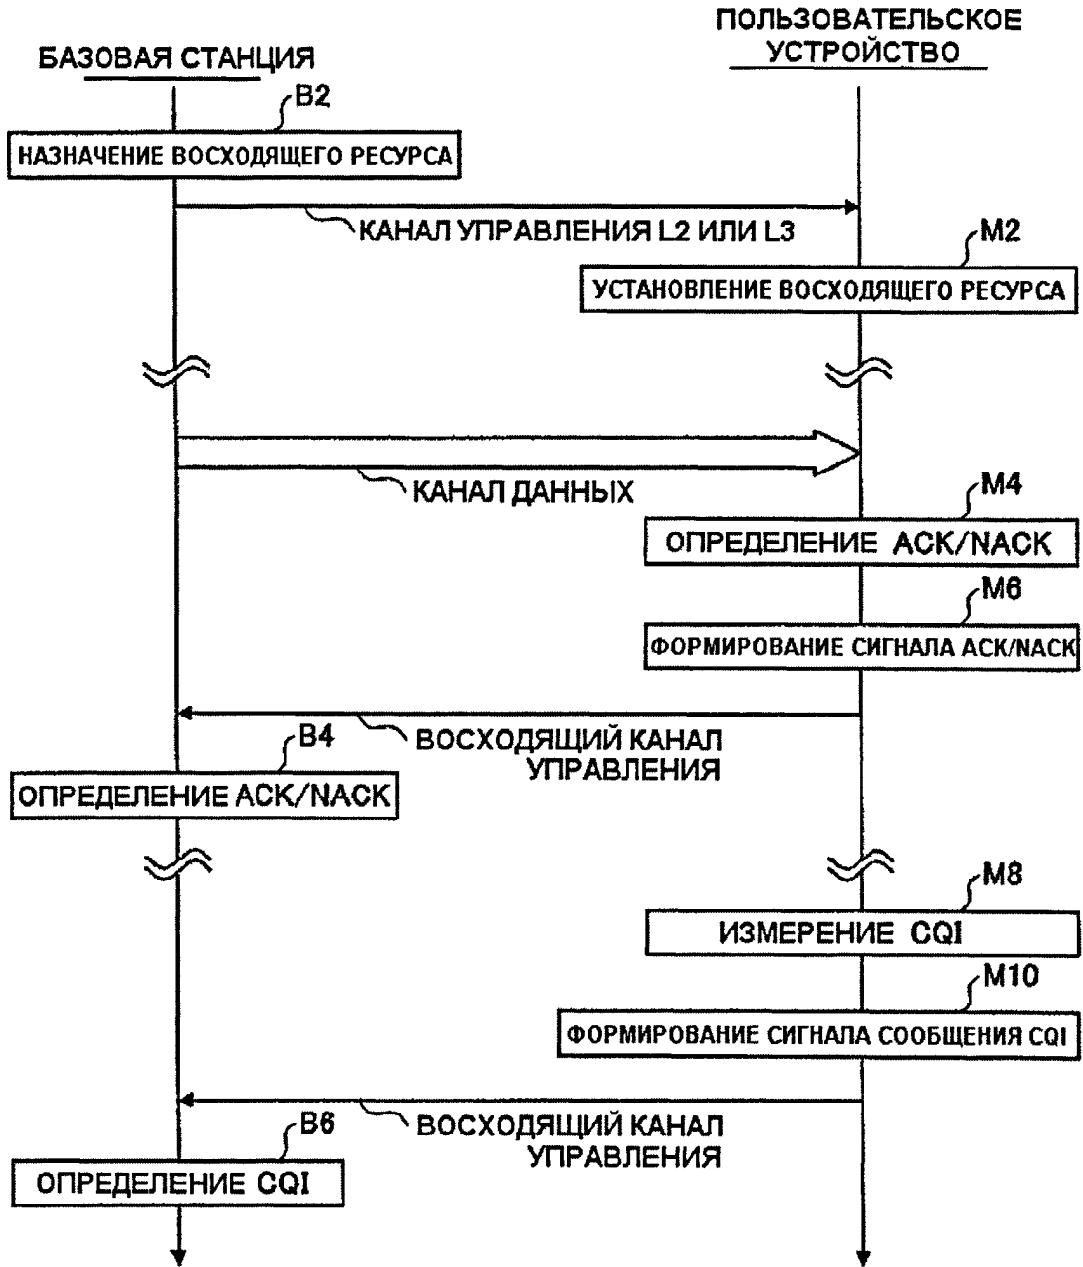 БАЗОВАЯ СТАНЦИЯ
ПОЛЬЗОВАТЕЛЬСКОЕ
УСТРОЙСТВО
B2
НАЗНАЧЕНИЕ ВОСХОДЯЩЕГО РЕСУРСА
КАНАЛ УПРАВЛЕНИЯ L2 ИЛИ L3
M2
УСТАНОВЛЕНИЕ ВОСХОДЯЩЕГО РЕСУРСА
КАНАЛ ДАННЫХ
M4
ОПРЕДЕЛЕНИЕ ACK/NACK
M6
ФОРМИРОВАНИЕ СИГНАЛА ACK/NACK
ВОСХОДЯЩИЙ КАНАЛ
УПРАВЛЕНИЯ
B4
ОПРЕДЕЛЕНИЕ ACK/NACK
M8
ИЗМЕРЕНИЕ CQI
M10
ФОРМИРОВАНИЕ СИГНАЛА СООБЩЕНИЯ CQI
ВОСХОДЯЩИЙ КАНАЛ
УПРАВЛЕНИЯ
B6
ОПРЕДЕЛЕНИЕ CQI